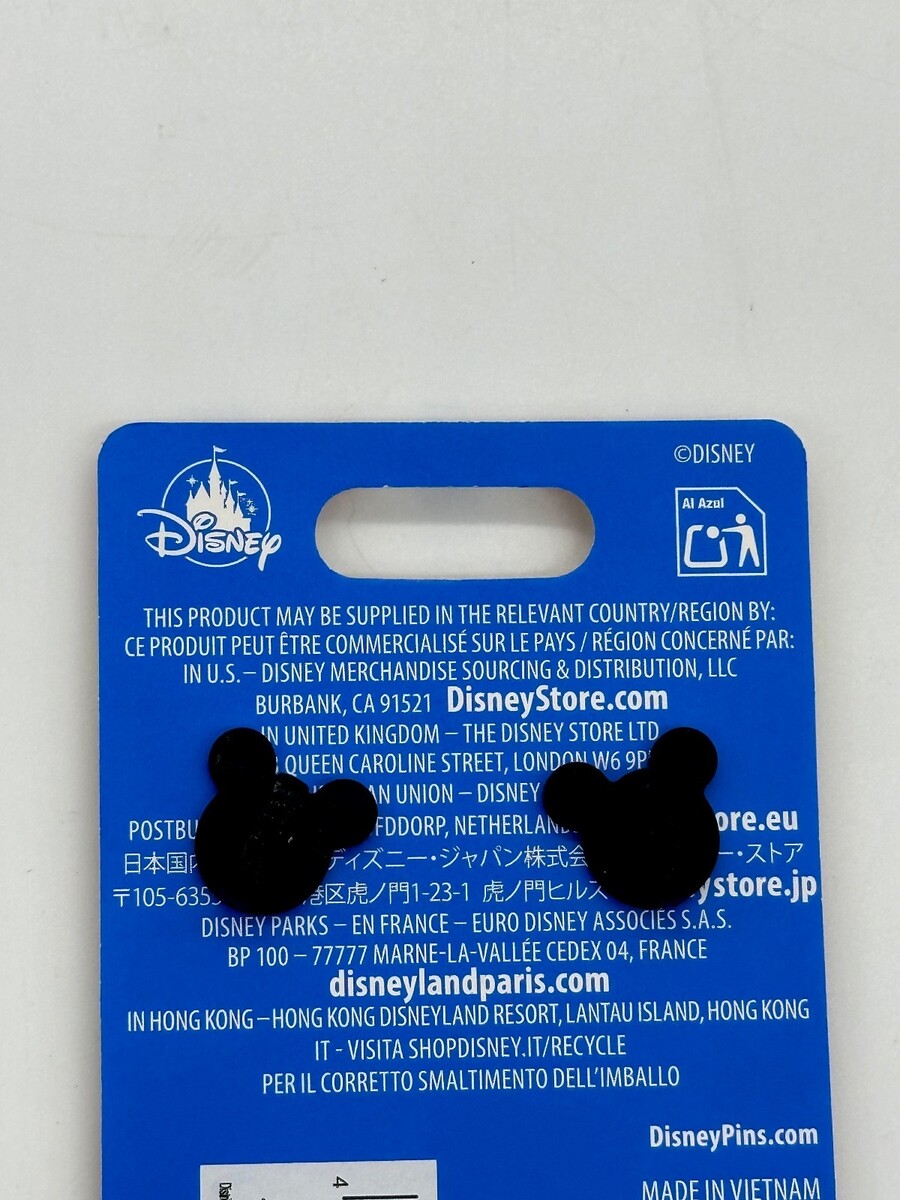 Disney
©DISNEY
Al Azul
THIS PRODUCT MAY BE SUPPLIED IN THE RELEVANT COUNTRY/REGION BY:
CE PRODUIT PEUT ÊTRE COMMERCIALISÉ SUR LE PAYS / RÉGION CONCERNÉ PAR:
IN U.S. – DISNEY MERCHANDISE SOURCING & DISTRIBUTION, LLC
BURBANK, CA 91521 DisneyStore.com
IN UNITED KINGDOM – THE DISNEY STORE LTD
QUEEN CAROLINE STREET, LONDON W6
UNION – DISNEY
NETHERLANDS
ore.eu
日本国 ディズニー・ジャパン株式 ー・ストア
〒105-635 港区虎ノ門1-23-1 虎ノ門ヒルズ ystore.jp
DISNEY PARKS – EN FRANCE – EURO DISNEY ASSOCIÉS S.A.S.
BP 100 – 77777 MARNE-LA-VALLÉE CEDEX 04, FRANCE
disneylandparis.com
IN HONG KONG – HONG KONG DISNEYLAND RESORT, LANTAU ISLAND, HONG KONG
IT - VISITA SHOPDISNEY.IT/RECYCLE
PER IL CORRETTO SMALTIMENTO DELL'IMBALLO
DisneyPins.com
MADE IN VIETNAM
4